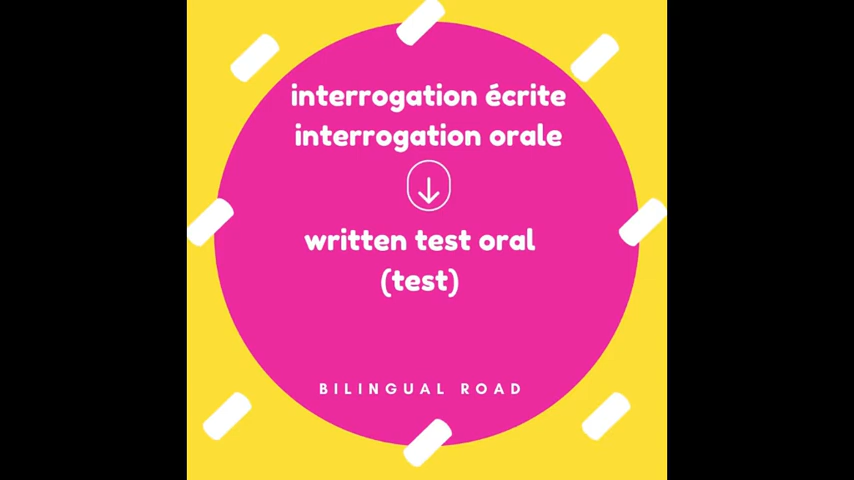 interrogation écrite
interrogation orale
written test oral
(test)
BILINGUAL ROAD